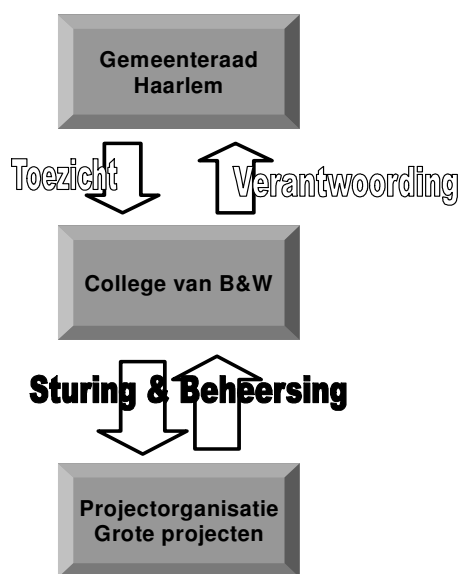 Gemeenteraad
Haarlem
Toezicht
Verantwoording
College van B&W
Sturing & Beheersing
Projectorganisatie
Grote projecten